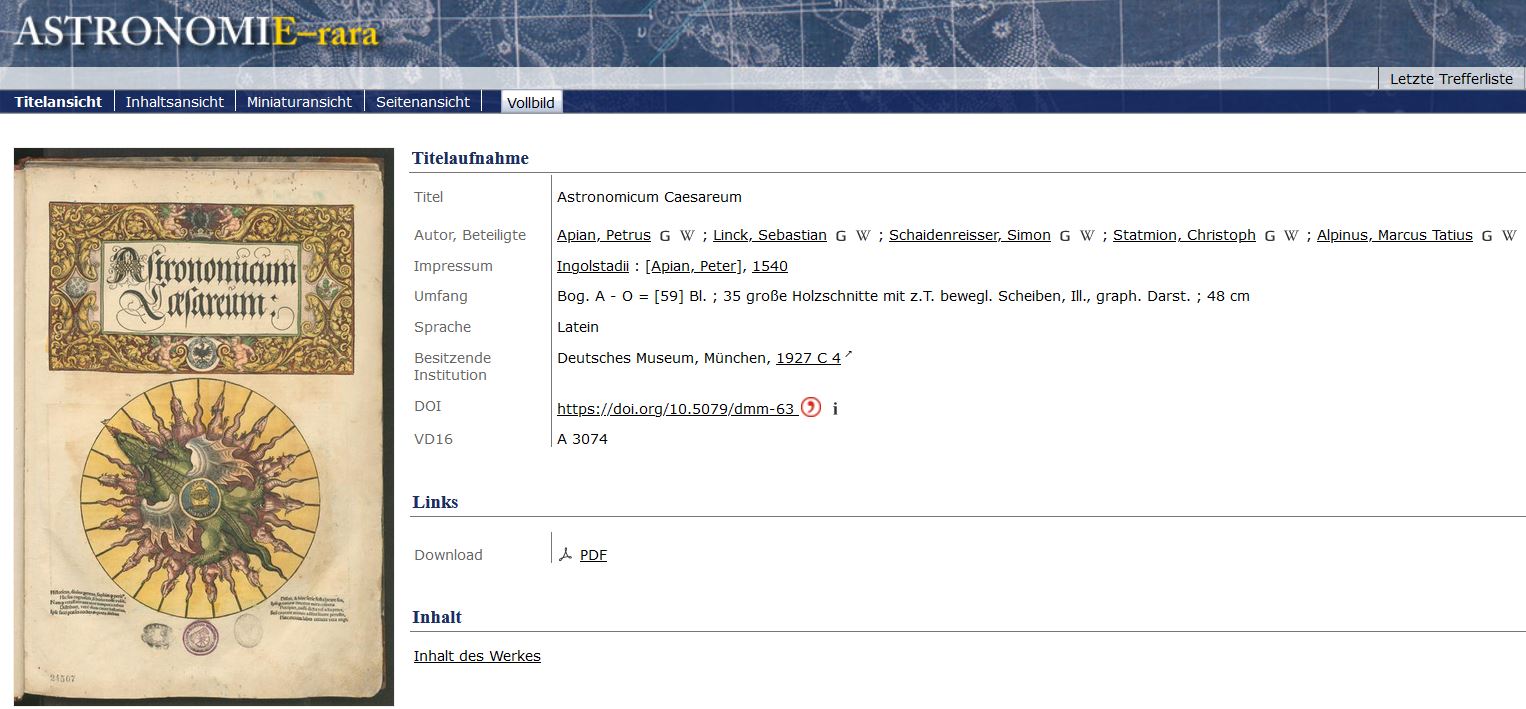 ASTRONOMIE-rara
Letzte Trefferliste
Titelansicht Inhaltsansicht Miniaturansicht Seitenansicht Vollbild
Astronomicum
Cæsareum:
24567
Titelaufnahme
Titel Astronomicum Caesareum
Autor, Beteiligte Apian, Petrus G W ; Linck, Sebastian G W ; Schaidenreisser, Simon G W ; Statmion, Christoph G W ; Alpinus, Marcus Tatius G W
Impressum Ingolstadii : [Apian, Peter], 1540
Umfang Bog. A - O = [59] Bl. ; 35 große Holzschnitte mit z.T. bewegl. Scheiben, Ill., graph. Darst. ; 48 cm
Sprache Latein
Besitzende Deutsches Museum, München, 1927 C 4
Institution
DOI https://doi.org/10.5079/dmm-63 i
VD16 A 3074
Links
Download PDF
Inhalt
Inhalt des Werkes